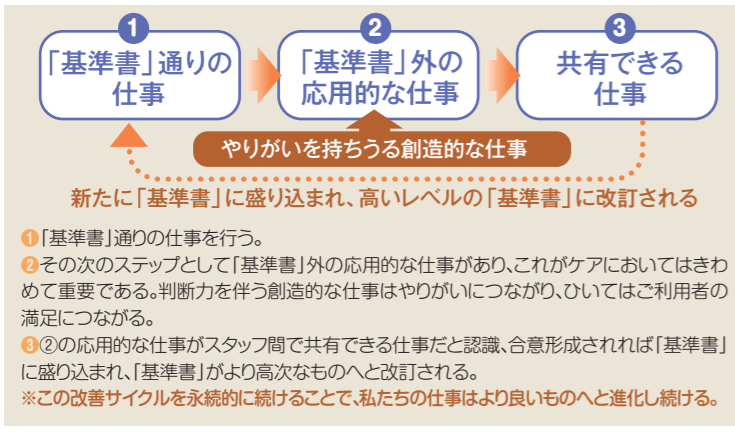 1
「基準書」通りの
仕事
2
「基準書」外の
応用的な仕事
3
共有できる
仕事
やりがいを持ちうる創造的な仕事
新たに「基準書」に盛り込まれ、高いレベルの「基準書」に改訂される
❶「基準書」通りの仕事を行う。
❷その次のステップとして「基準書」外の応用的な仕事があり、これがケアにおいてはきわ
めて重要である。判断力を伴う創造的な仕事はやりがいにつながり、ひいてはご利用者の
満足につながる。
❸②の応用的な仕事がスタッフ間で共有できる仕事だと認識、合意形成されれば「基準書」
に盛り込まれ、「基準書」がより高次なものへと改訂される。
※この改善サイクルを永続的に続けることで、私たちの仕事はより良いものへと進化し続ける。